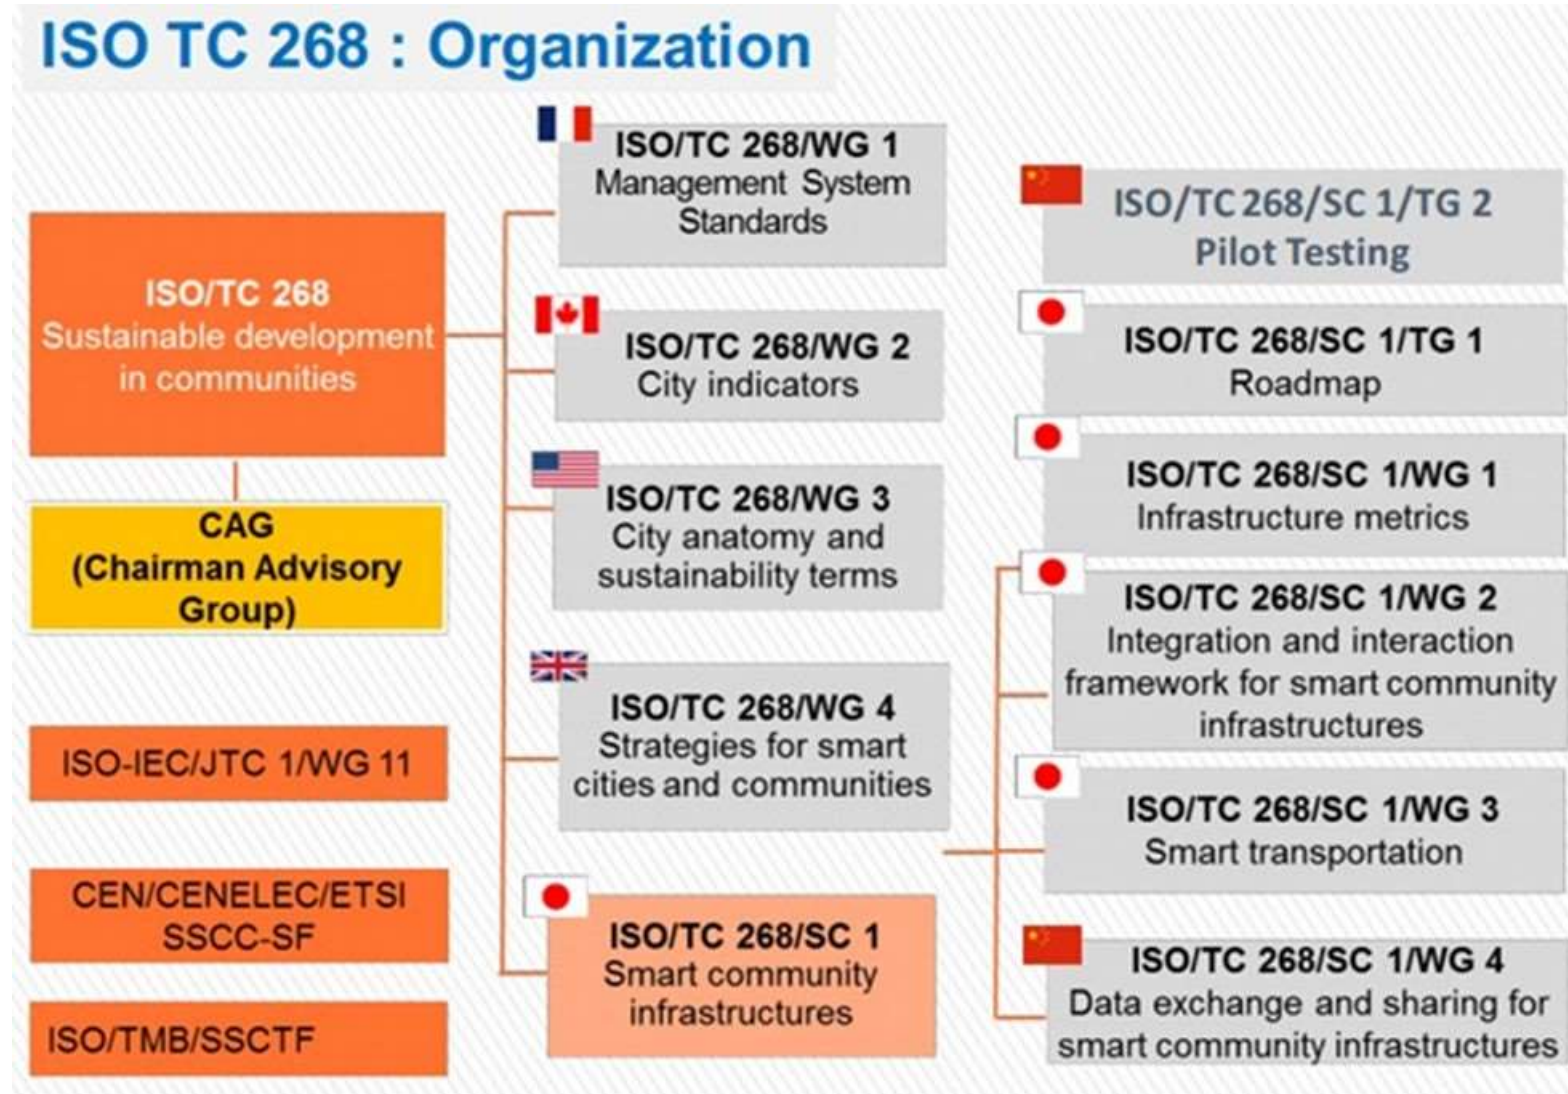 ISO TC 268 : Organization
ISO/TC 268
Sustainable development
in communities
CAG
(Chairman Advisory
Group)
ISO-IEC/JTC 1/WG 11
CEN/CENELEC/ETSI
SSCC-SF
ISO/TMB/SSCTF
ISO/TC 268/WG 1
Management System
Standards
ISO/TC 268/WG 2
City indicators
ISO/TC 268/WG 3
City anatomy and
sustainability terms
ISO/TC 268/WG 4
Strategies for smart
cities and communities
ISO/TC 268/SC 1
Smart community
infrastructures
ISO/TC 268/SC 1/TG 2
Pilot Testing
ISO/TC 268/SC 1/TG 1
Roadmap
ISO/TC 268/SC 1/WG 1
Infrastructure metrics
ISO/TC 268/SC 1/WG 2
Integration and interaction
framework for smart community
infrastructures
ISO/TC 268/SC 1/WG 3
Smart transportation
ISO/TC 268/SC 1/WG 4
Data exchange and sharing for
smart community infrastructures